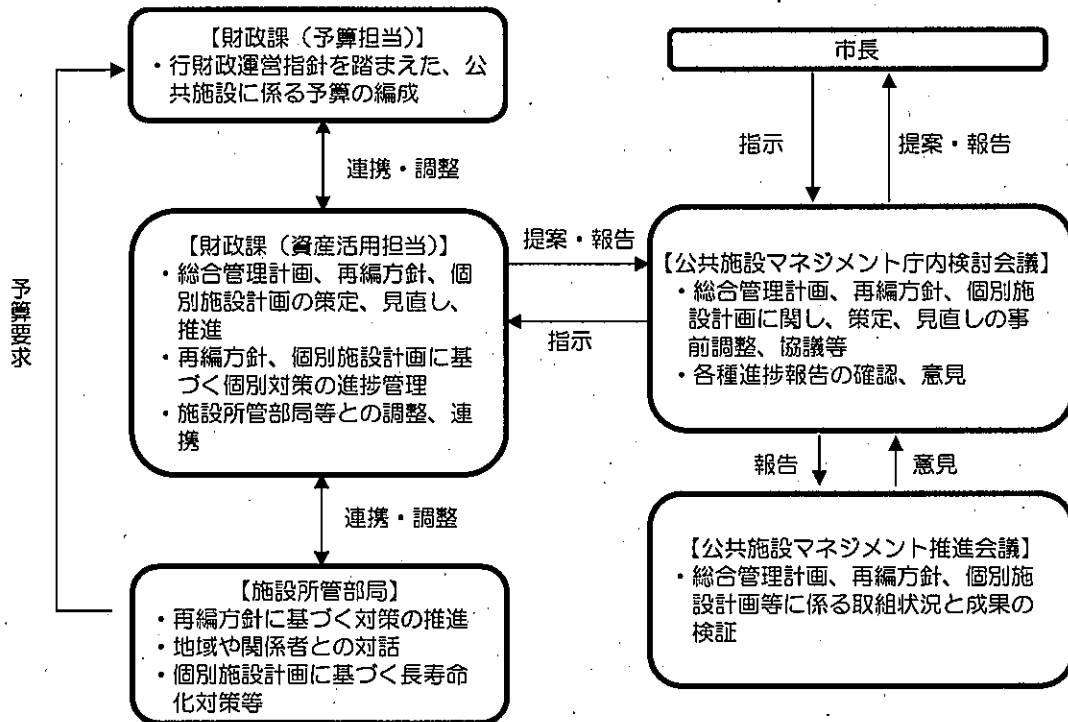 【財政課（予算担当）】
・行財政運営指針を踏まえた、公
共施設に係る予算の編成
市長
連携・調整
指示
提案・報告
予算要求
【財政課（資産活用担当）】
・総合管理計画、再編方針、個
別施設計画の策定、見直し、
推進
・再編方針、個別施設計画に基
づく個別対策の進捗管理
・施設所管部局等との調整、連
携
提案・報告
指示
【公共施設マネジメント庁内検討会議】
・総合管理計画、再編方針、個別施
設計画に関し、策定、見直しの事
前調整、協議等
・各種進捗報告の確認、意見
連携・調整
報告
意見
【施設所管部局】
・再編方針に基づく対策の推進
・地域や関係者との対話
・個別施設計画に基づく長寿命
化対策等
【公共施設マネジメント推進会議】
・総合管理計画、再編方針、個別施
設計画等に係る取組状況と成果の
検証